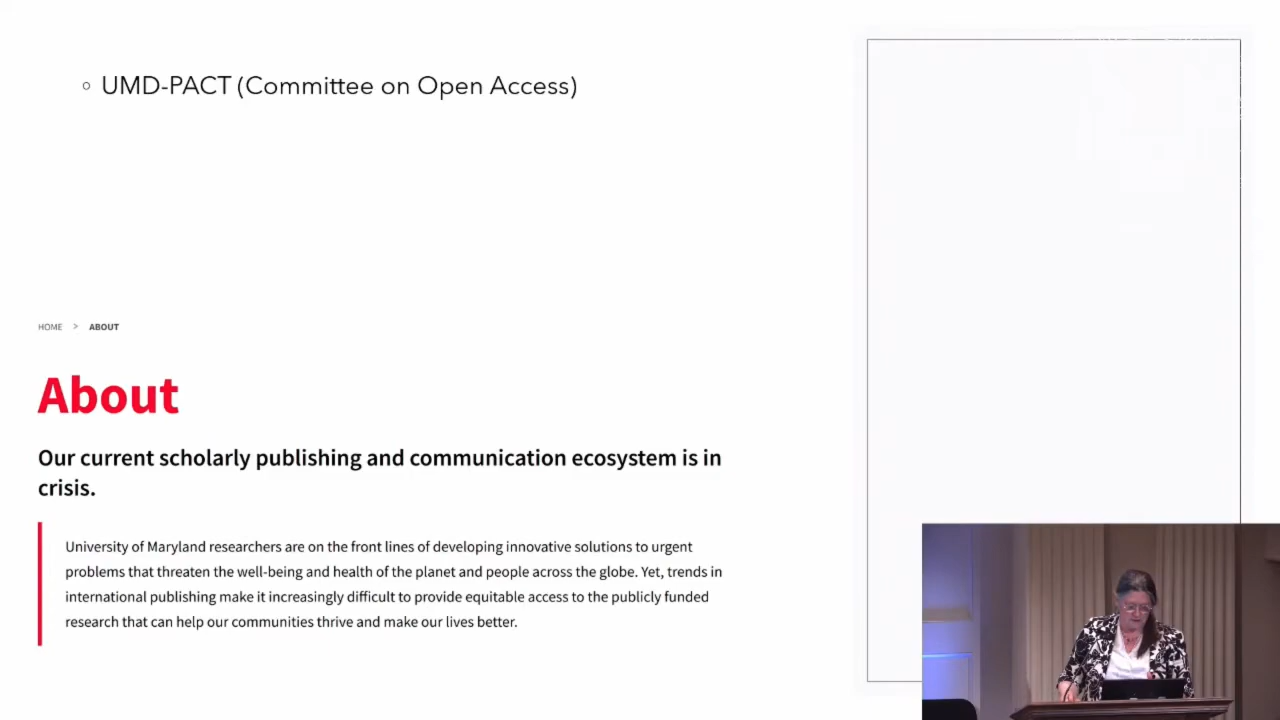 UMD-PACT (Committee on Open Access)
HOME > ABOUT
About
Our current scholarly publishing and communication ecosystem is in
crisis.
University of Maryland researchers are on the front lines of developing innovative solutions to urgent
problems that threaten the well-being and health of the planet and people across the globe. Yet, trends in
international publishing make it increasingly difficult to provide equitable access to the publicly funded
research that can help our communities thrive and make our lives better.